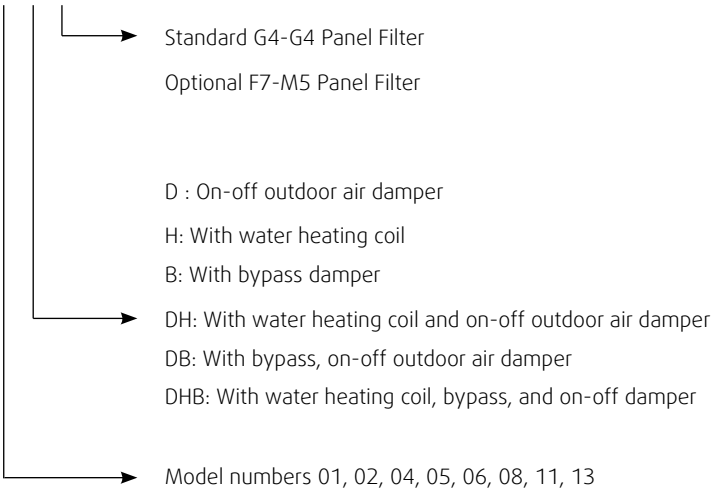 Standard G4-G4 Panel Filter
Optional F7-M5 Panel Filter
D : On-off outdoor air damper
H: With water heating coil
B: With bypass damper
DH: With water heating coil and on-off outdoor air damper
DB: With bypass, on-off outdoor air damper
DHB: With water heating coil, bypass, and on-off damper
Model numbers 01, 02, 04, 05, 06, 08, 11, 13